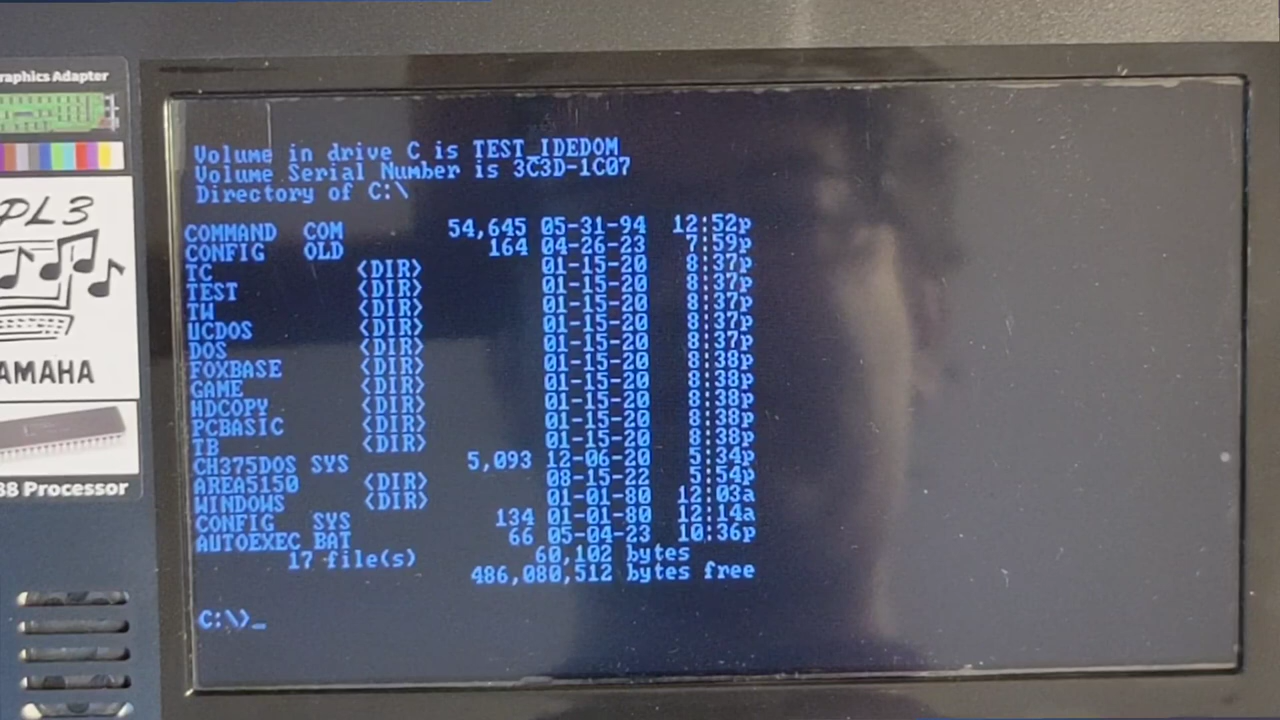 raphics Adapter
PL3
AMAHA
88 Processor
Volume in drive C is TEST_IDEDOM
Volume Serial Number is 3C3D-1C07
Directory of C:\
COMMAND COM 54,645 05-31-94 12:52p
CONFIG OLD 164 04-26-23 7:59p
TC <DIR> 01-15-20 8:37p
TEST <DIR> 01-15-20 8:37p
TW <DIR> 01-15-20 8:37p
UCDOS <DIR> 01-15-20 8:37p
DOS <DIR> 01-15-20 8:37p
FOXBASE <DIR> 01-15-20 8:38p
GAME <DIR> 01-15-20 8:38p
HDCOPY <DIR> 01-15-20 8:38p
PCBASIC <DIR> 01-15-20 8:38p
TB <DIR> 01-15-20 8:38p
CH375DOS SYS 5,093 12-06-20 5:34p
AREA5150 <DIR> 08-15-22 5:54p
WINDOWS <DIR> 01-01-80 12:03a
CONFIG SYS 134 01-01-80 12:14a
AUTOEXEC BAT 66 05-04-23 10:36p
17 file(s) 60,102 bytes
486,080,512 bytes free
C:\>_